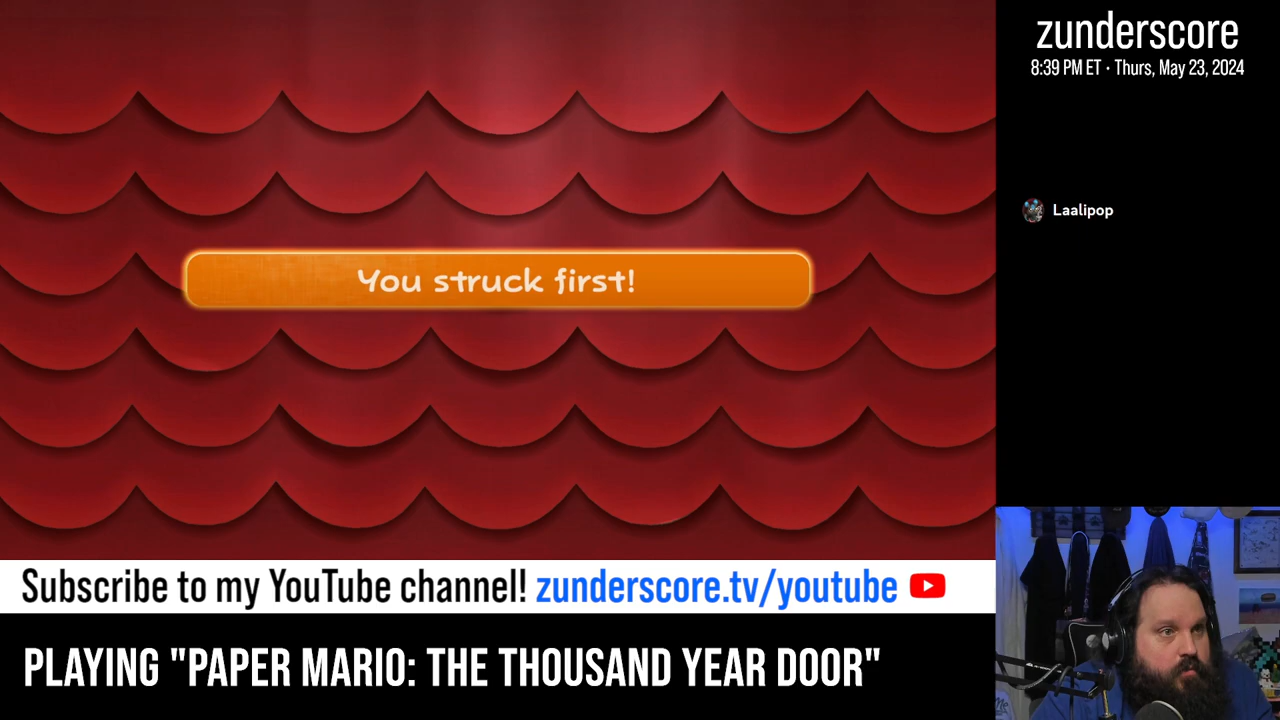 zunderscore
8:39 PM ET · Thurs, May 23, 2024
Laalipop
You struck first!
Subscribe to my YouTube channel! zunderscore.tv/youtube
PLAYING "PAPER MARIO: THE THOUSAND YEAR DOOR"